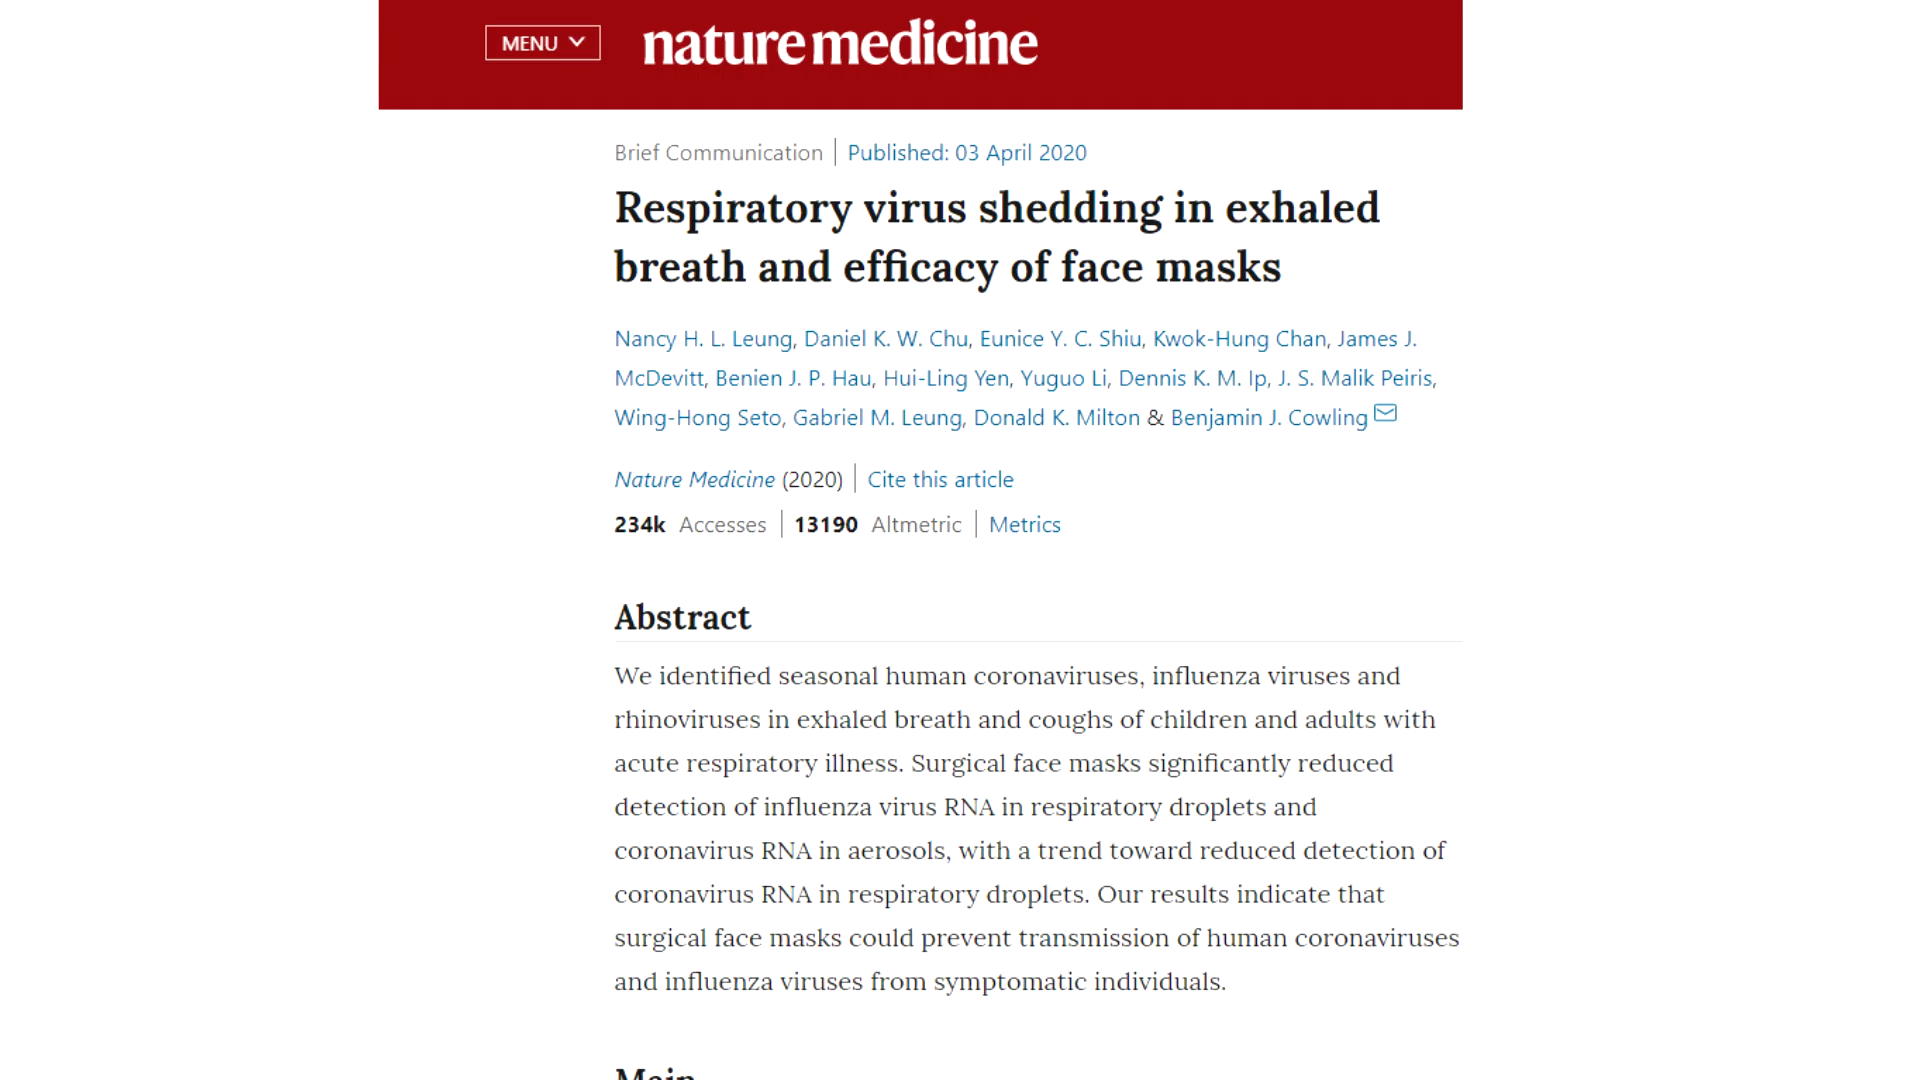 MENU
nature medicine
Brief Communication | Published: 03 April 2020
Respiratory virus shedding in exhaled
breath and efficacy of face masks
Nancy H. L. Leung, Daniel K. W. Chu, Eunice Y. C. Shiu, Kwok-Hung Chan, James J.
McDevitt, Benien J. P. Hau, Hui-Ling Yen, Yuguo Li, Dennis K. M. Ip, J. S. Malik Peiris,
Wing-Hong Seto, Gabriel M. Leung, Donald K. Milton & Benjamin J. Cowling
Nature Medicine (2020) | Cite this article
234k Accesses | 13190 Altmetric | Metrics
Abstract
We identified seasonal human coronaviruses, influenza viruses and
rhinoviruses in exhaled breath and coughs of children and adults with
acute respiratory illness. Surgical face masks significantly reduced
detection of influenza virus RNA in respiratory droplets and
coronavirus RNA in aerosols, with a trend toward reduced detection of
coronavirus RNA in respiratory droplets. Our results indicate that
surgical face masks could prevent transmission of human coronaviruses
and influenza viruses from symptomatic individuals.
Main